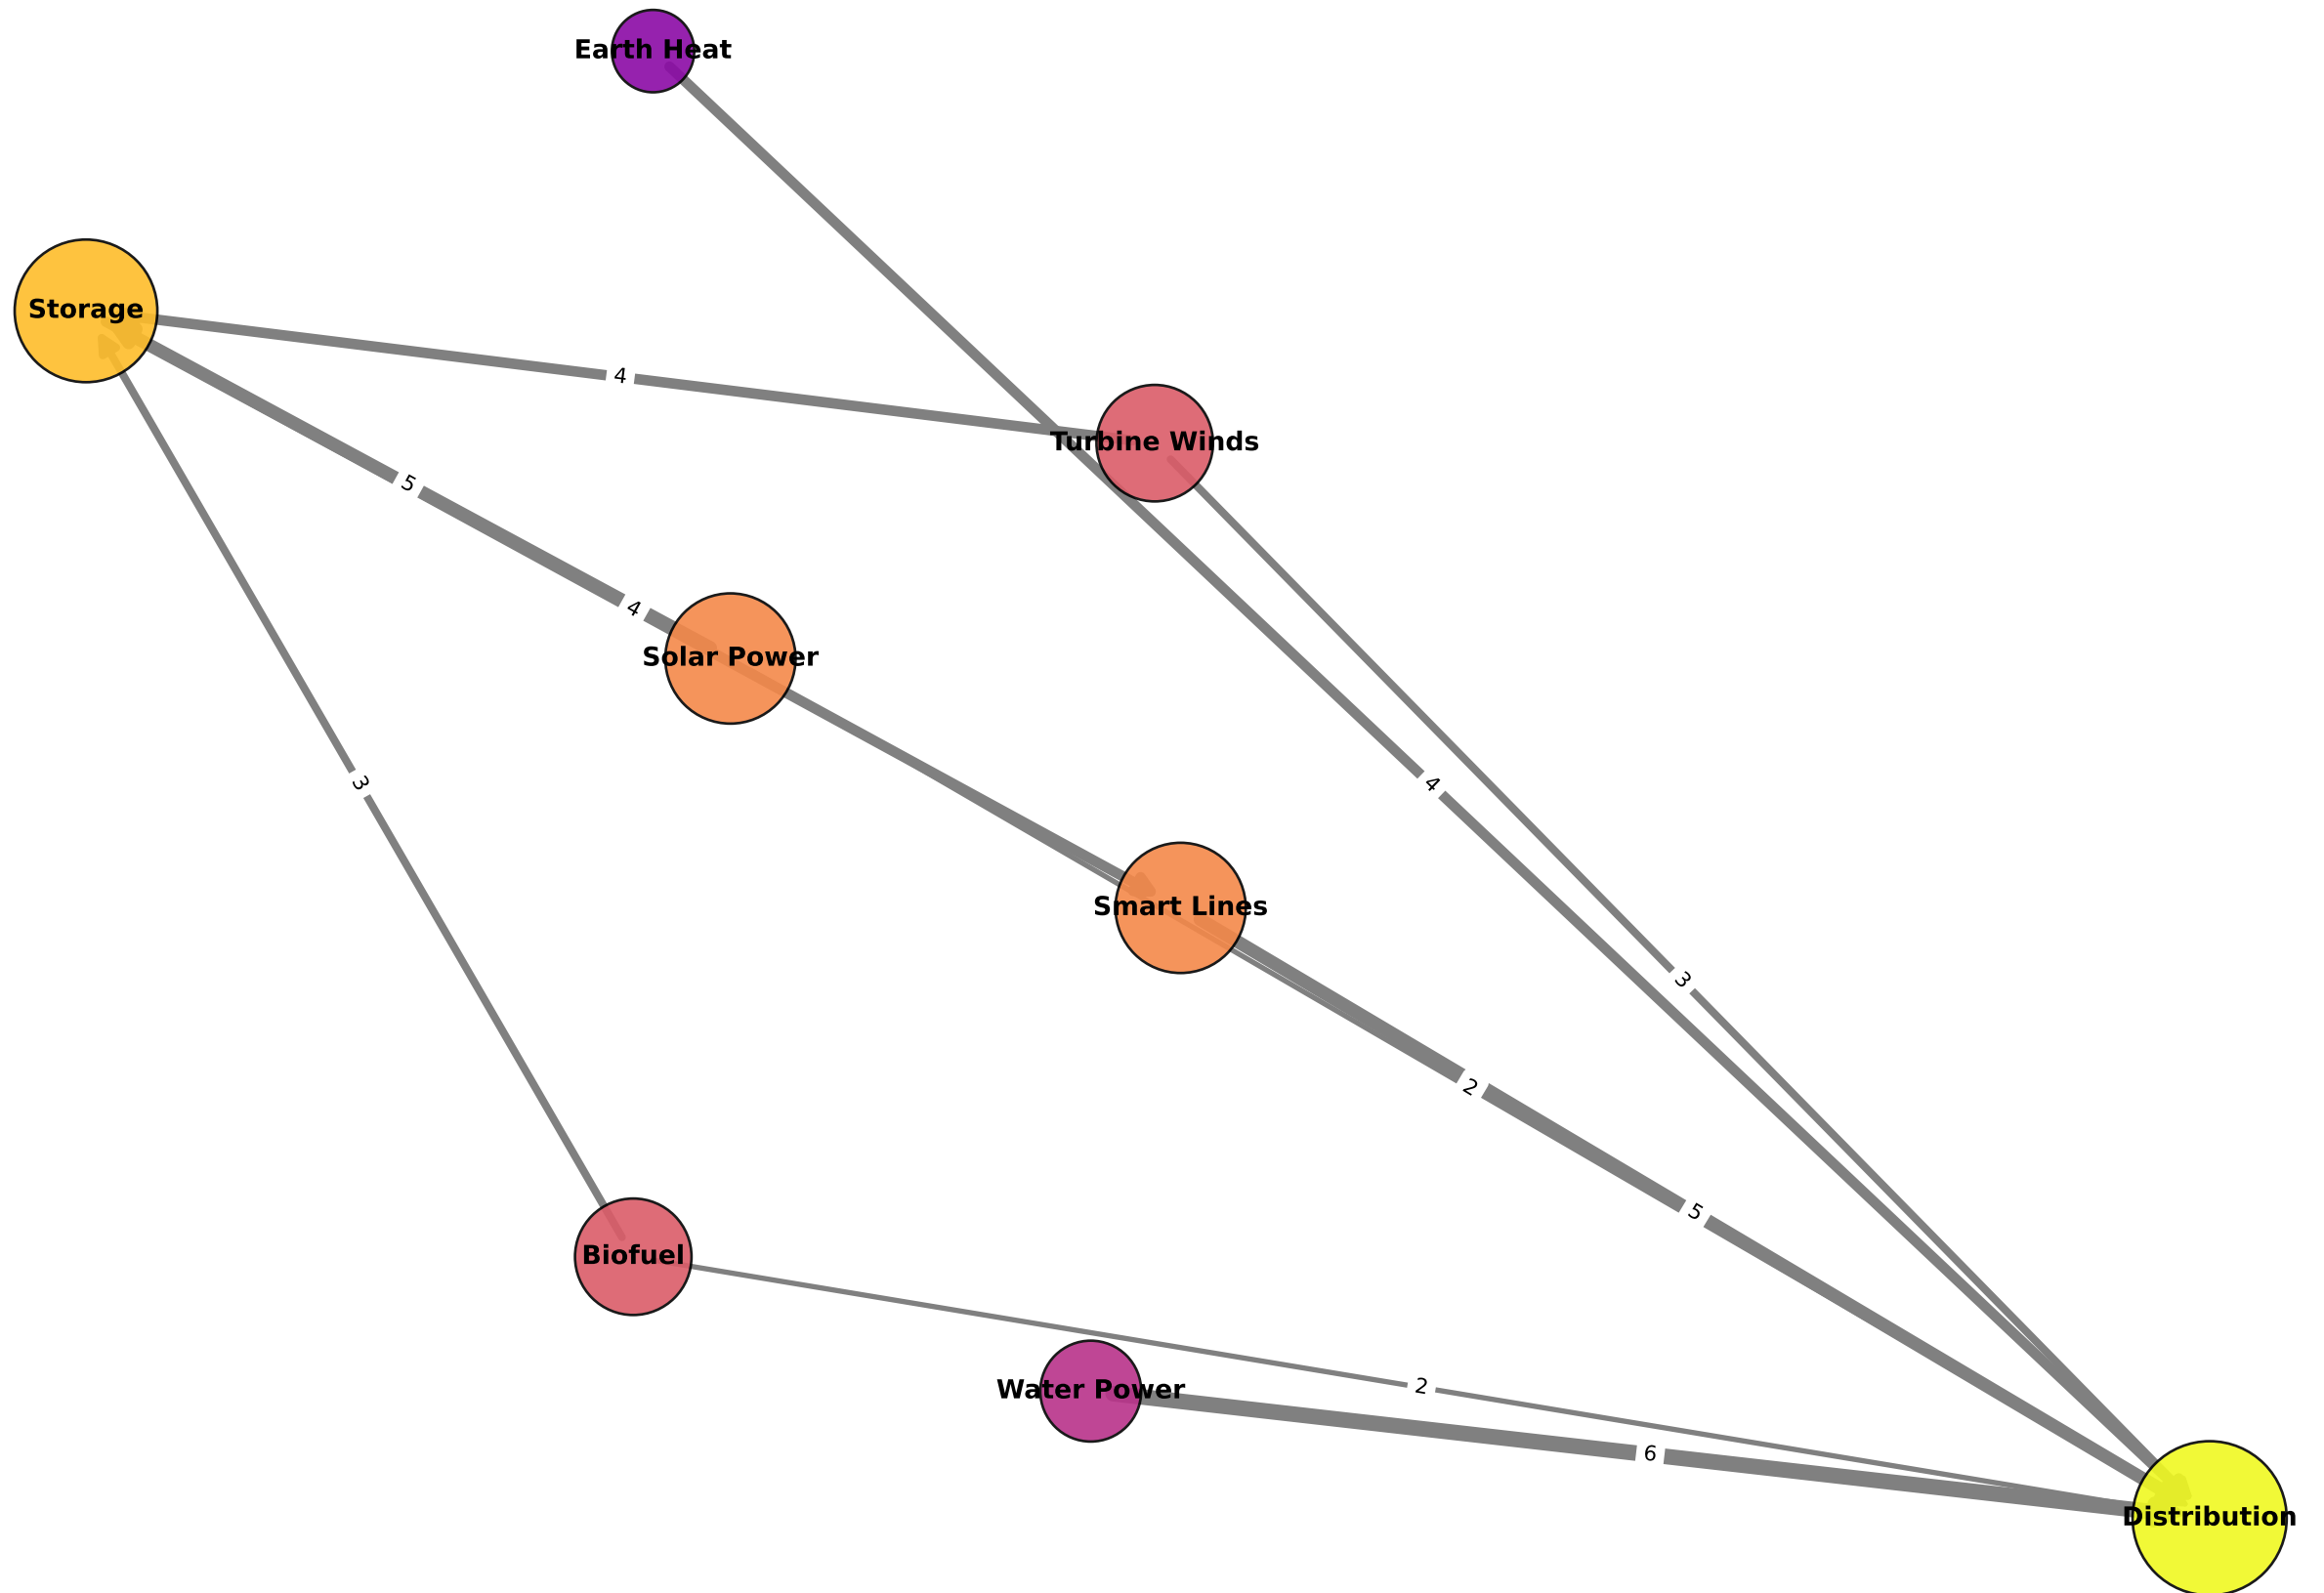 Earth Heat
Storage
4
Turbine Winds
5
4
Solar Power
3
4
Smart Lines
3
2
5
Biofuel
2
Water Power
6
Distribution